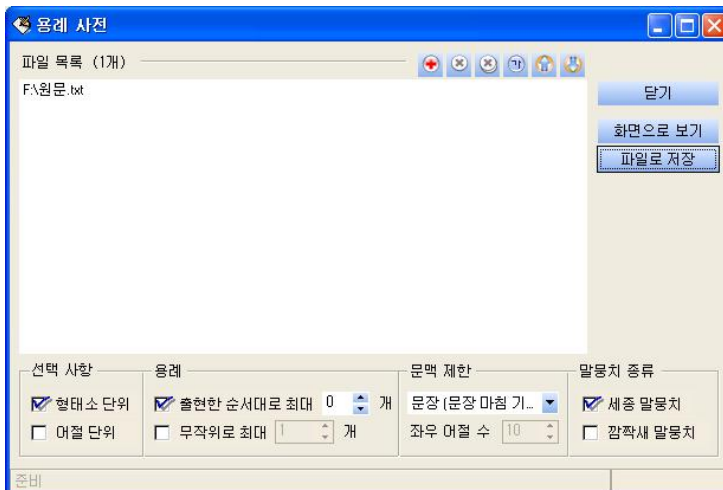 용례 사전
파일 목록 (1개)
가
F:\원문.txt
닫기
화면으로 보기
파일로 저장
선택 사항
용례
문맥 제한
말뭉치 종류
형태소 단위
출현한 순서대로 최대 0 개
문장 (문장 마침 기...
세종 말뭉치
어절 단위
무작위로 최대 1 개
좌우 어절 수 10
깜짝새 말뭉치
준비